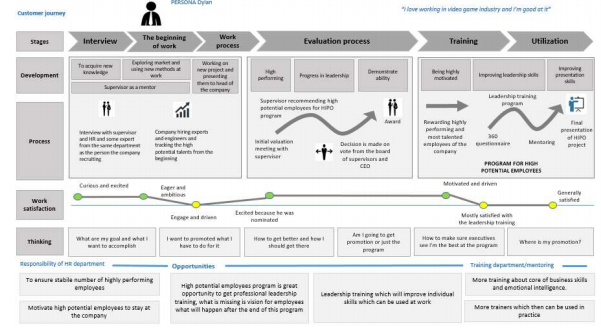 Customer journey
PERSONA Dylan
"I love working in video game industry and I'm good at it"
Stages
Interview
The beginning
of work
Work
process
Evaluation process
Training
Utilization
Development
To acquire new
knowledge
Exploring market and
using new methods at
work
Supervisor as a mentor
Working on
new project and
presenting
them to head of
the company
High
performing
Progress in leadership
Demonstrate
ability
Being highly
motivated
Improving leadership skills
Improving
presentation
skills
Process
Interview with supervisor
and HR and some expert
from the same department
as the person the company
recruiting
Company hiring experts
and engineers and
tracking the high
potential talents from the
beginning
Supervisor recommending high
potential employees for HIPO
program
Initial valuation
meeting with
supervisor
Decision is made on
vote from the board
of supervisors and
CEO
Award
Rewarding highly
performing and
most talented
employees of the
company
Leadership training
program
360
questionnaire
Mentoring
Final
presentation
of HIPO
project
PROGRAM FOR HIGH
POTENTIAL EMPLOYEES
Work
satisfaction
Curious and excited
Eager and
ambitious
Engage and driven
Excited because he was
nominated
Motivated and driven
Mostly satisfied with
the leadership training
Generally
satisfied
Thinking
What are my goal and what I
want to accomplish
I want to promoted what I
have to do for it
How to get better and how I
should get there
Am I going to get
promotion or just the
program
How to make sure executives
see I'm the best at the program
Where is my promotion?
Responsibility of HR department
Opportunities
Training department/mentoring
To ensure stable number of highly performing
employees
Motivate high potential employees to stay at
the company
High potential employees program is great
opportunity to get professional leadership
training, what is missing is vision for employees
what will happen after the end of this program
Leadership training which will improve individual
skills which can be used at work
More training about core of business
skills and emotional intelligence.
More trainers which then can be used in
practice